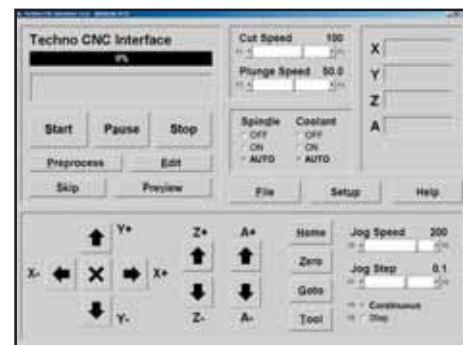 Techno CNC Interface
0%
Start Pause Stop
Preprocess Edit
Skip Preview
Cut Speed 100
Plunge Speed 50.0
Spindle Coolant
OFF OFF
ON ON
AUTO AUTO
X
Y
Z
A
File Setup Help
Y+
X- X X+
Y-
Z+ A+
Z- A-
Home
Zero
Goto
Tool
Jog Speed 200
Jog Step 0.1
Continuous
Step